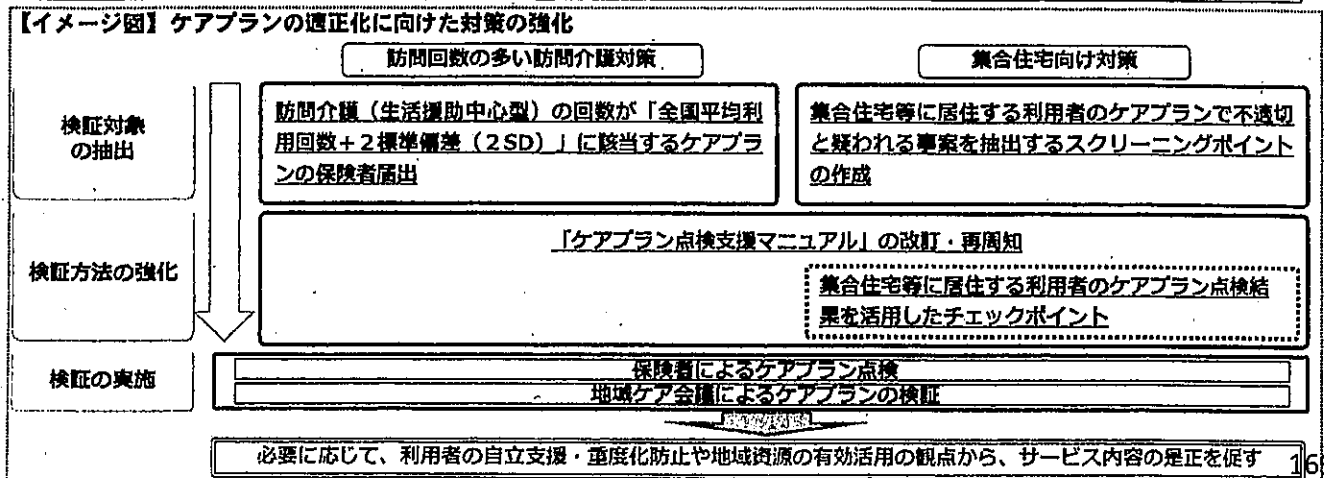 【イメージ図】ケアプランの適正化に向けた対策の強化
訪問回数の多い訪問介護対策
集合住宅向け対策
検証対象
の抽出
訪問介護（生活援助中心型）の回数が「全国平均利
用回数＋2標準偏差（2SD）」に該当するケアプラ
ンの保険者届出
集合住宅等に居住する利用者のケアプランで不適切
と疑われる事案を抽出するスクリーニングポイント
の作成
検証方法の強化
「ケアプラン点検支援マニュアル」の改訂・再周知
集合住宅等に居住する利用者のケアプラン点検結
果を活用したチェックポイント
検証の実施
保険者によるケアプラン点検
地域ケア会議によるケアプランの検証
必要に応じて、利用者の自立支援・重度化防止や地域資源の有効活用の観点から、サービス内容の是正を促す
16